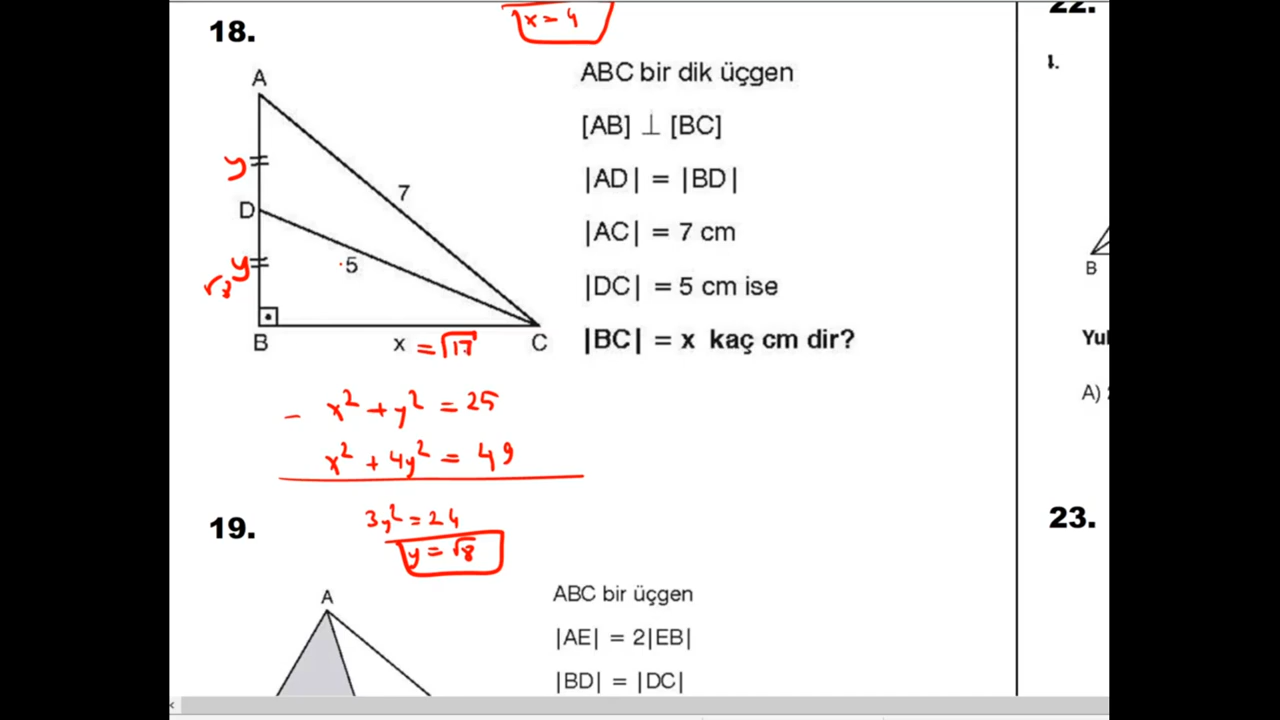 x = 4
18.
A
y
7
D
y
5
B
x = √17
C
ABC bir dik üçgen
[AB] ⊥ [BC]
|AD| = |BD|
|AC| = 7 cm
|DC| = 5 cm ise
|BC| = x kaç cm dir?
- x² + y² = 25
x² + 4y² = 49
3y² = 24
y = √8
19.
A
ABC bir üçgen
|AE| = 2|EB|
|BD| = |DC|
22.
B
A)
23.